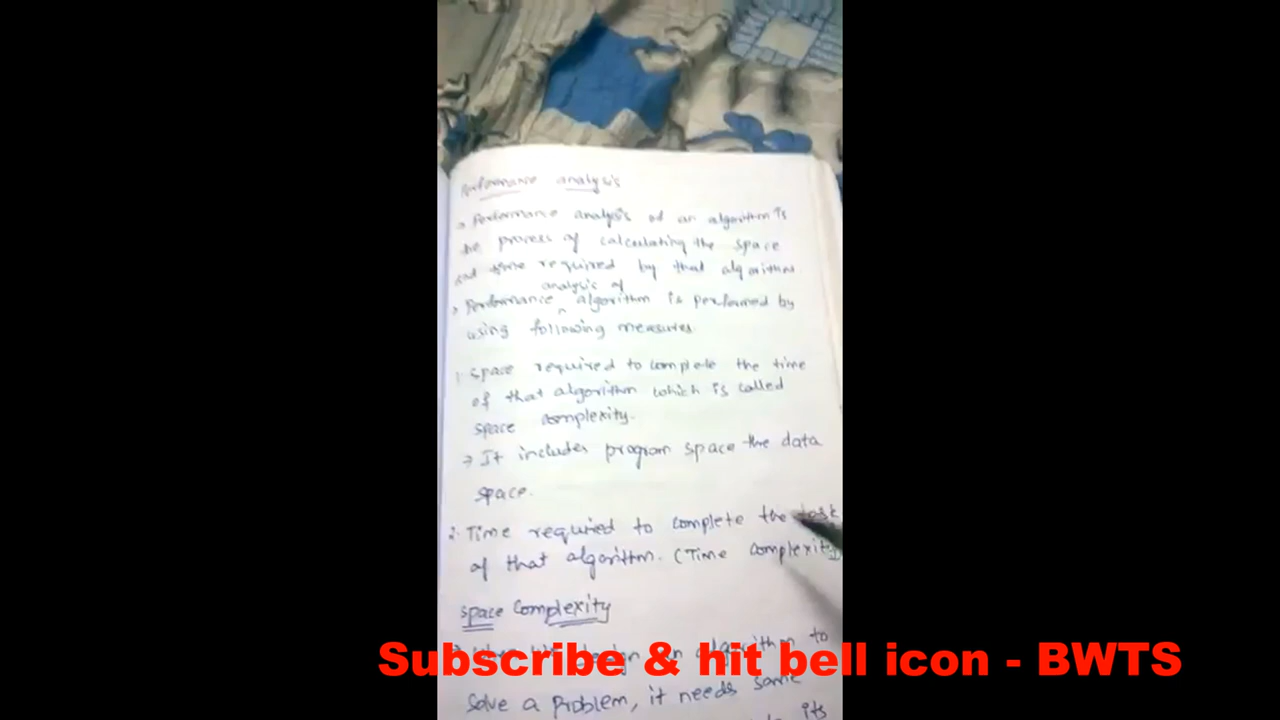 Performance analysis
→ Performance analysis of an algorithm is
the process of calculating the space
and time required by that algorithm
analysis of
→ Performance ^ algorithm is performed by
using following measures.
1. space required to complete the time
of that algorithm which is called
space complexity.
→ It includes program space the data
space.
2. Time required to complete the task
of that algorithm. (Time complexity)
space complexity
an algorithm to
Subscribe & hit bell icon - BWTS
solve a problem, it needs some
its